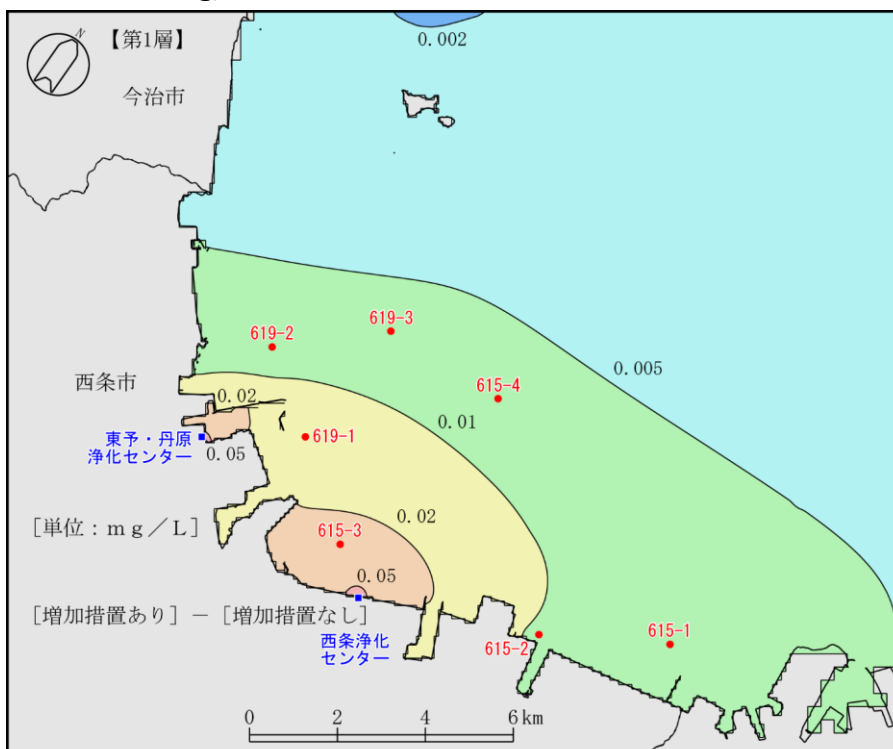 N
【第1層】
0.002
今治市
619-3
619-2
0.005
西条市
615-4
0.02
0.01
619-1
東予・丹原
浄化センター
0.05
0.02
［単位：ｍｇ／Ｌ］
615-3
0.05
［増加措置あり］－［増加措置なし］
西条浄化
センター
615-2
615-1
0 2 4 6km